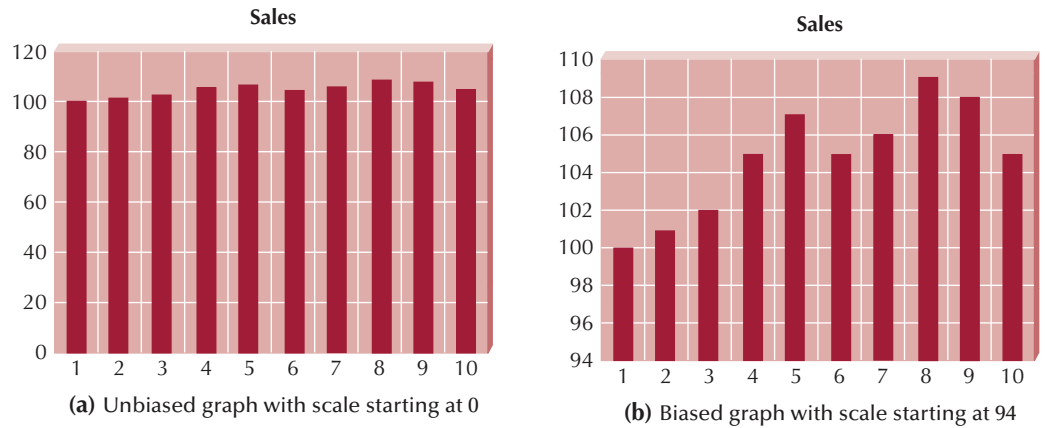 Sales
120
100
80
60
40
20
0
1 2 3 4 5 6 7 8 9 10
(a) Unbiased graph with scale starting at 0
Sales
110
108
106
104
102
100
98
96
94
1 2 3 4 5 6 7 8 9 10
(b) Biased graph with scale starting at 94